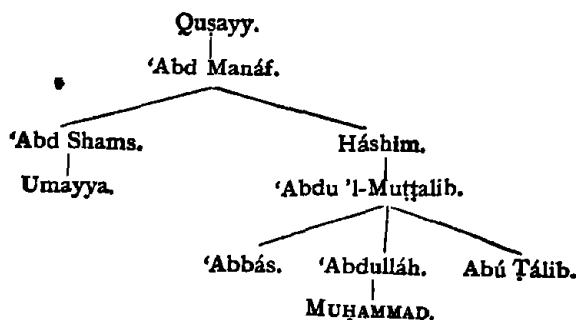 Quṣayy.
‘Abd Manáf.
‘Abd Shams. Háshim.
Umayya. ‘Abdu ’l-Muṭṭalib.
‘Abbás. ‘Abdulláh. Abú Ṭálib.
MUḤAMMAD.